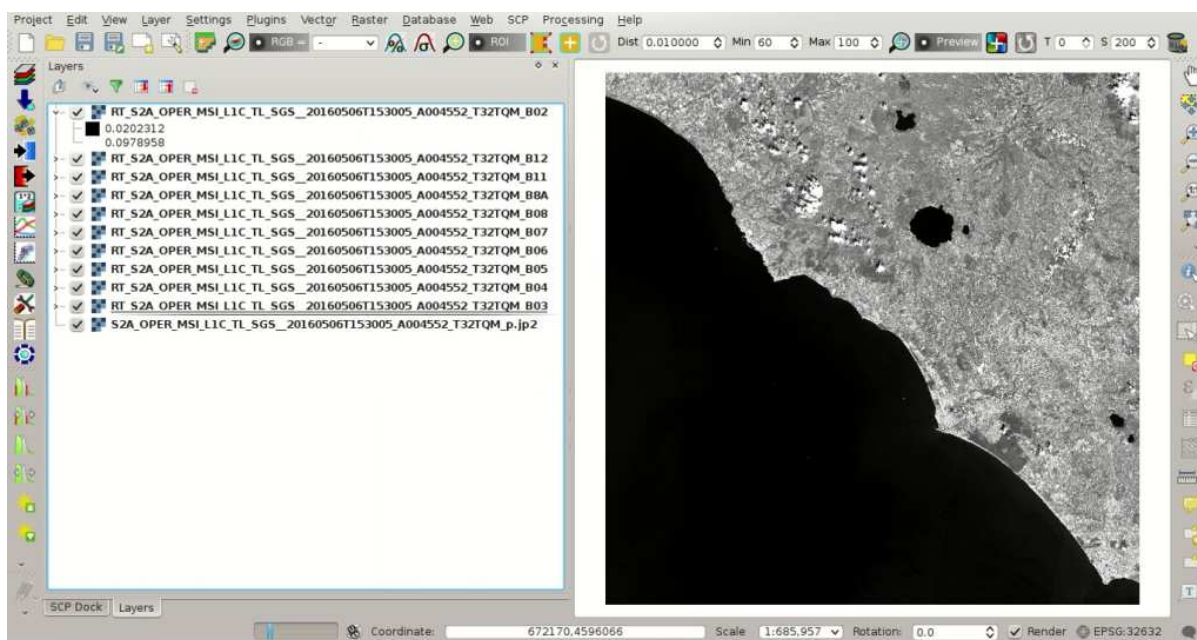 Project Edit View Layer Settings Plugins Vector Raster Database Web SCP Processing Help
RGB = - ROI Dist 0.010000 Min 60 Max 100 Preview T 0 S 200
Layers
RT_S2A_OPER_MSI_L1C_TL_SGS__20160506T153005_A004552_T32TQM_B02
0.0202312
0.0978958
RT_S2A_OPER_MSI_L1C_TL_SGS__20160506T153005_A004552_T32TQM_B12
RT_S2A_OPER_MSI_L1C_TL_SGS__20160506T153005_A004552_T32TQM_B11
RT_S2A_OPER_MSI_L1C_TL_SGS__20160506T153005_A004552_T32TQM_B8A
RT_S2A_OPER_MSI_L1C_TL_SGS__20160506T153005_A004552_T32TQM_B08
RT_S2A_OPER_MSI_L1C_TL_SGS__20160506T153005_A004552_T32TQM_B07
RT_S2A_OPER_MSI_L1C_TL_SGS__20160506T153005_A004552_T32TQM_B06
RT_S2A_OPER_MSI_L1C_TL_SGS__20160506T153005_A004552_T32TQM_B05
RT_S2A_OPER_MSI_L1C_TL_SGS__20160506T153005_A004552_T32TQM_B04
RT_S2A_OPER_MSI_L1C_TL_SGS__20160506T153005_A004552_T32TQM_B03
S2A_OPER_MSI_L1C_TL_SGS__20160506T153005_A004552_T32TQM_p.jp2
SCP Dock Layers
Coordinate: 672170,4596066 Scale 1:685,957 Rotation: 0.0 Render EPSG:32632